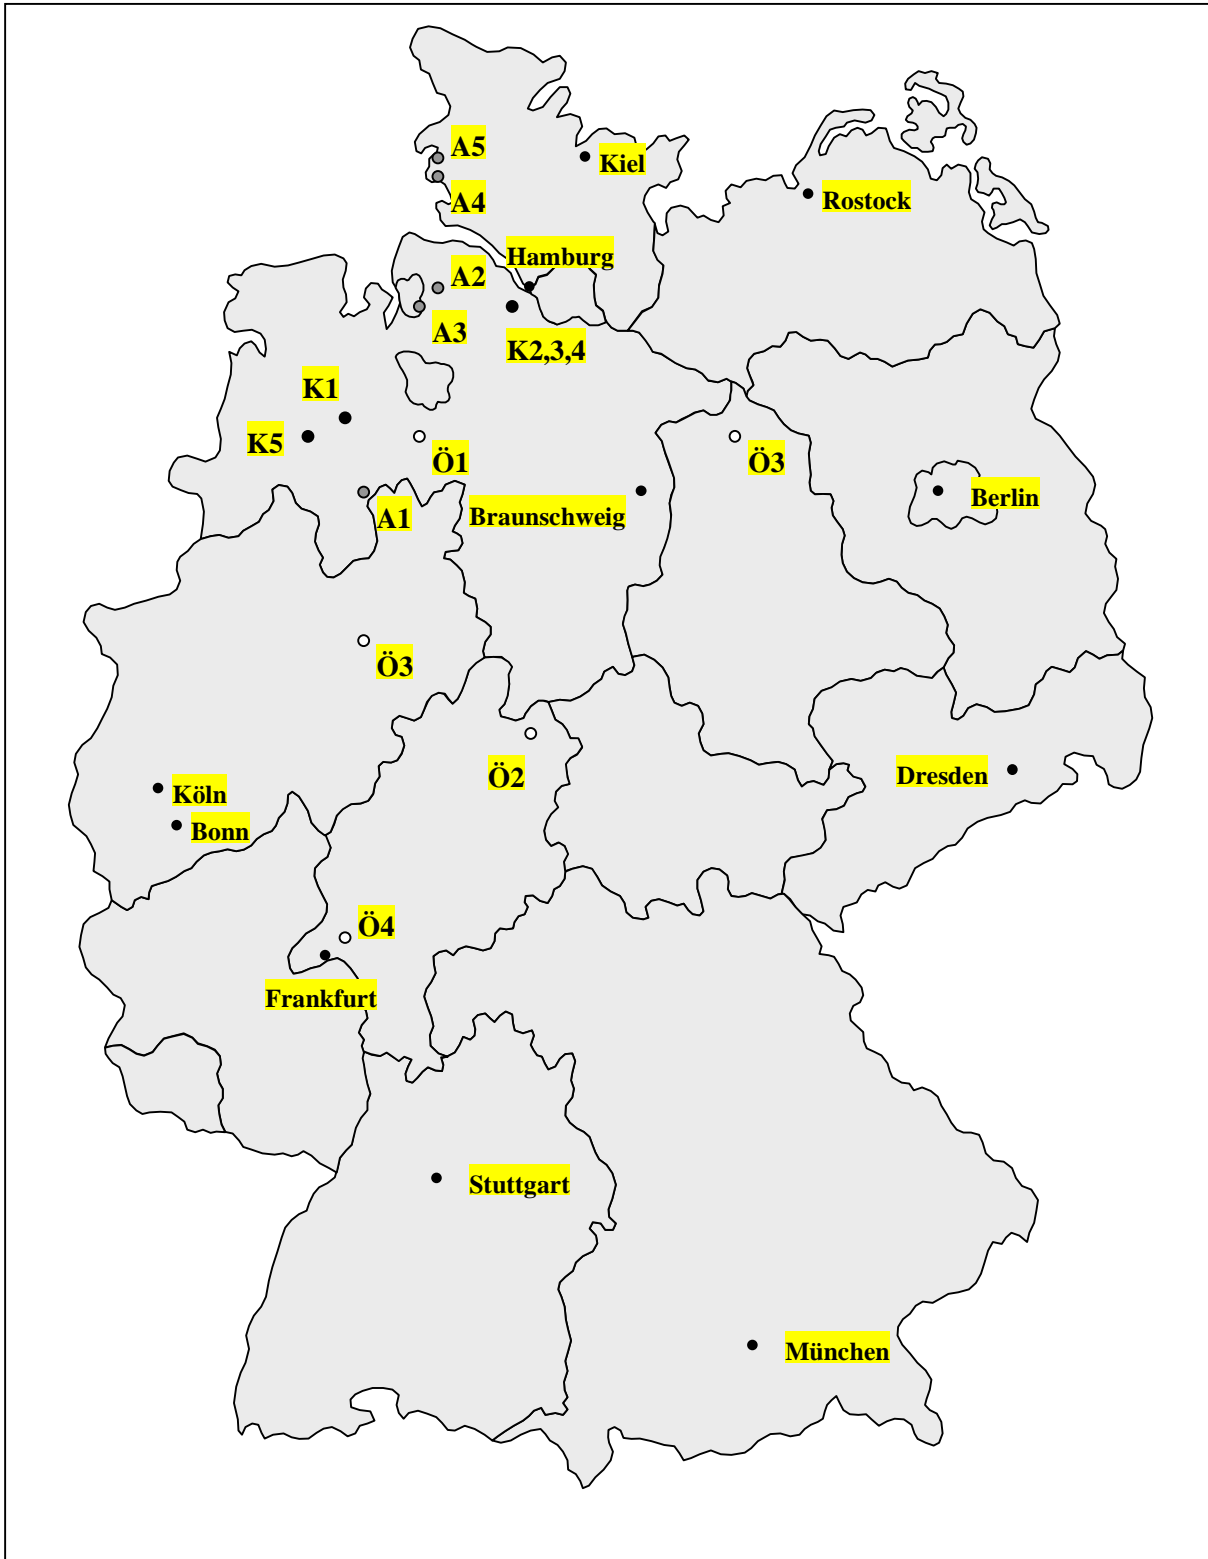 A5
Kiel
A4
Rostock
Hamburg
A2
A3
K2,3,4
K1
K5
Ö1
Ö3
A1
Braunschweig
Berlin
Ö3
Ö2
Dresden
Köln
Bonn
Ö4
Frankfurt
Stuttgart
München